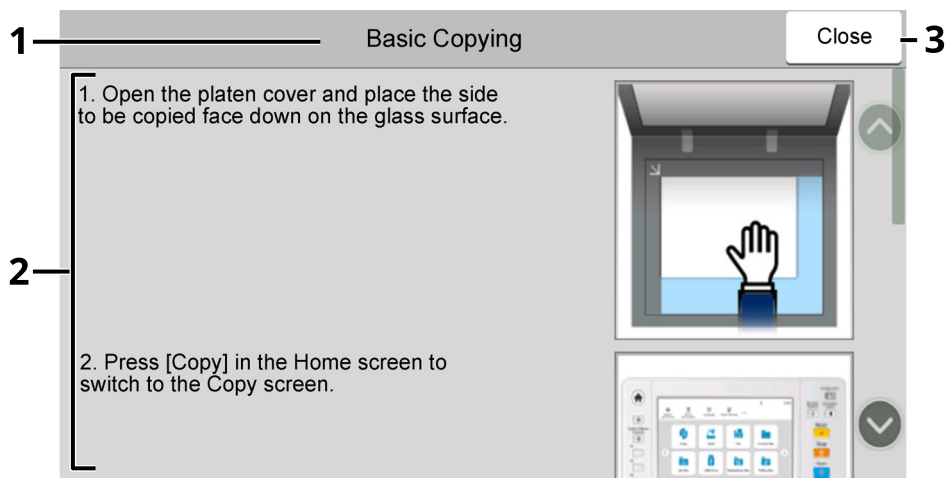 1
Basic Copying
Close
3
2
1. Open the platen cover and place the side
to be copied face down on the glass surface.
2. Press [Copy] in the Home screen to
switch to the Copy screen.